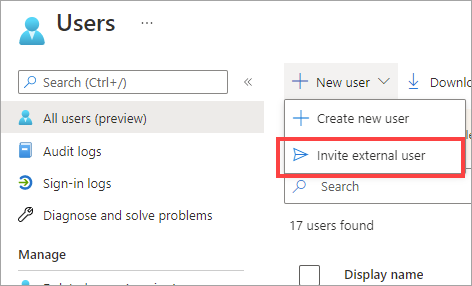 Users
...
Search (Ctrl+/)
«
All users (preview)
Audit logs
Sign-in logs
Diagnose and solve problems
Manage
+ New user
Downlo
+ Create new user
Invite external user
Search
17 users found
Display name